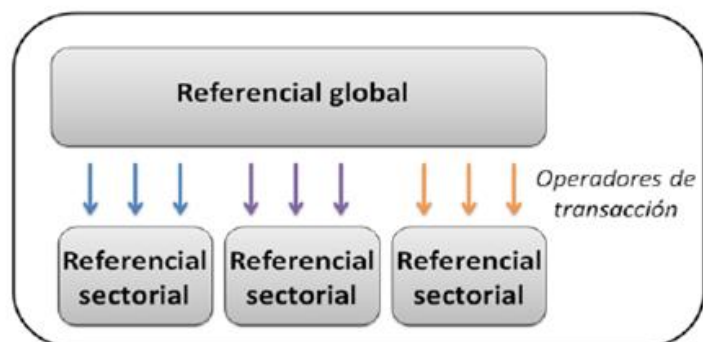 Referencial global
Operadores de
transacción
Referencial
sectorial
Referencial
sectorial
Referencial
sectorial